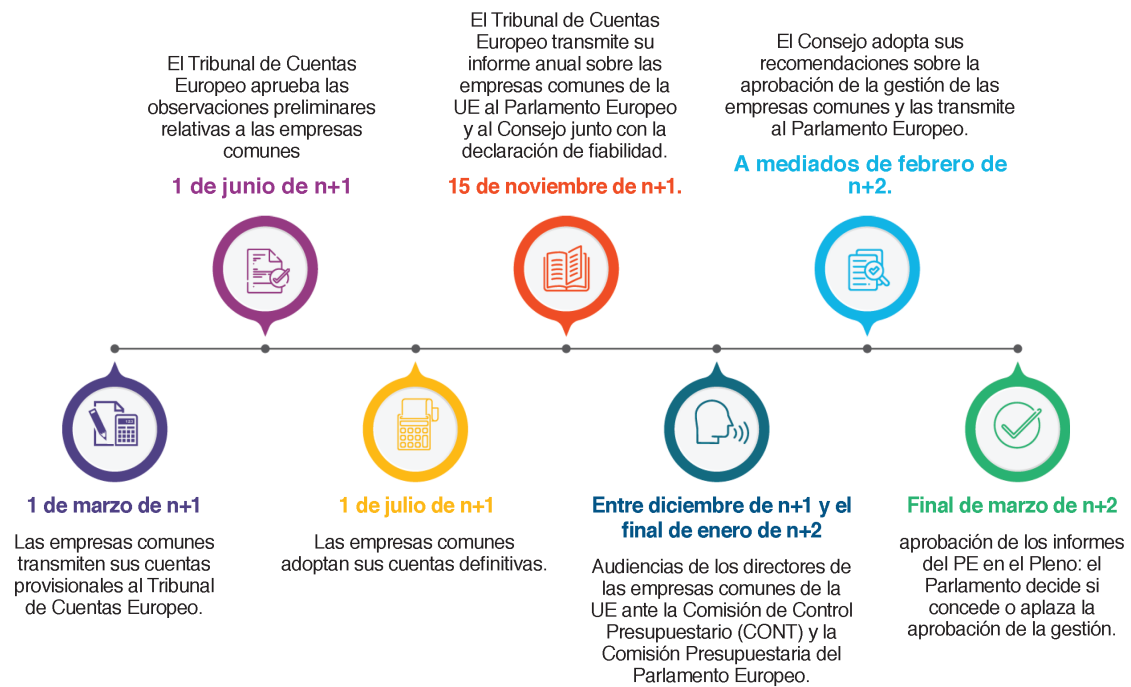 El Tribunal de Cuentas
Europeo aprueba las
observaciones preliminares
relativas a las empresas
comunes
1 de junio de n+1
El Tribunal de Cuentas
Europeo transmite su
informe anual sobre las
empresas comunes de la
UE al Parlamento Europeo
y al Consejo junto con la
declaración de fiabilidad.
15 de noviembre de n+1.
El Consejo adopta sus
recomendaciones sobre la
aprobación de la gestión de las
empresas comunes y las transmite
al Parlamento Europeo.
A mediados de febrero de
n+2.
1 de marzo de n+1
Las empresas comunes
transmiten sus cuentas
provisionales al Tribunal
de Cuentas Europeo.
1 de julio de n+1
Las empresas comunes
adoptan sus cuentas definitivas.
Entre diciembre de n+1 y el
final de enero de n+2
Audiencias de los directores de
las empresas comunes de la
UE ante la Comisión de Control
Presupuestario (CONT) y la
Comisión Presupuestaria del
Parlamento Europeo.
Final de marzo de n+2
aprobación de los informes
del PE en el Pleno: el
Parlamento decide si
concede o aplaza la
aprobación de la gestión.